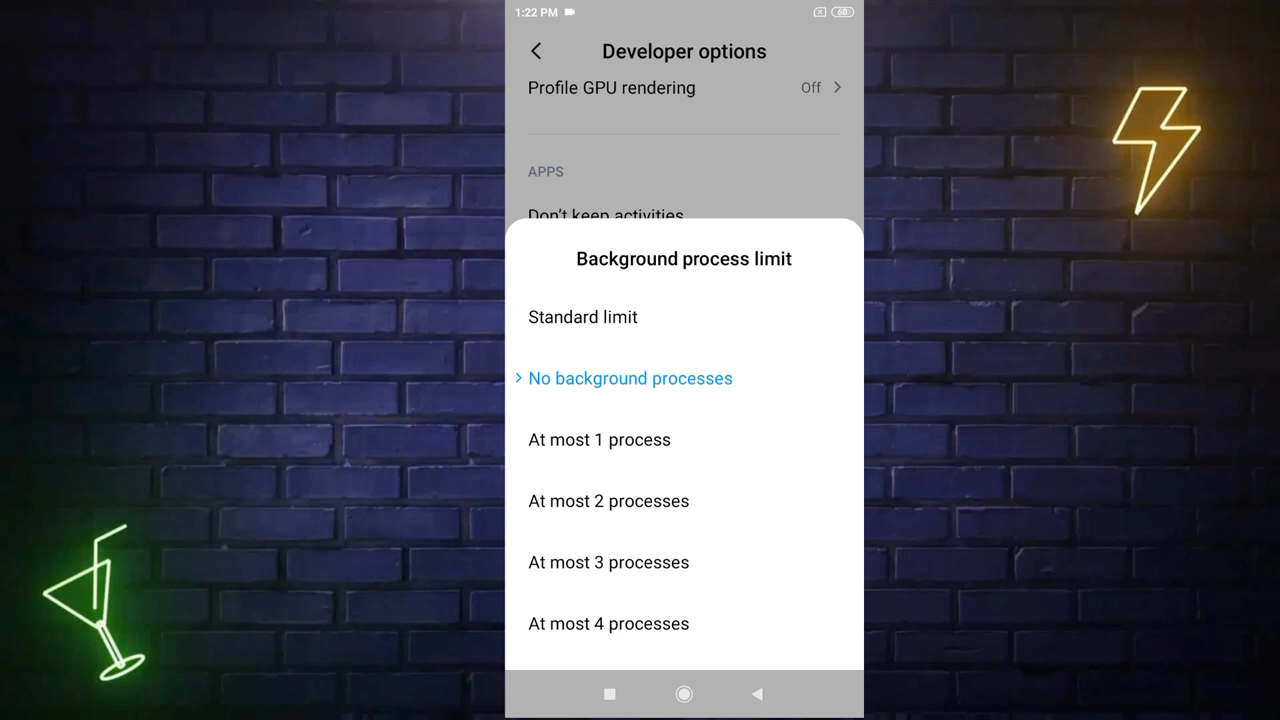 1:22 PM 60
Developer options
Profile GPU rendering Off
APPS
Don't keep activities
Background process limit
Standard limit
No background processes
At most 1 process
At most 2 processes
At most 3 processes
At most 4 processes